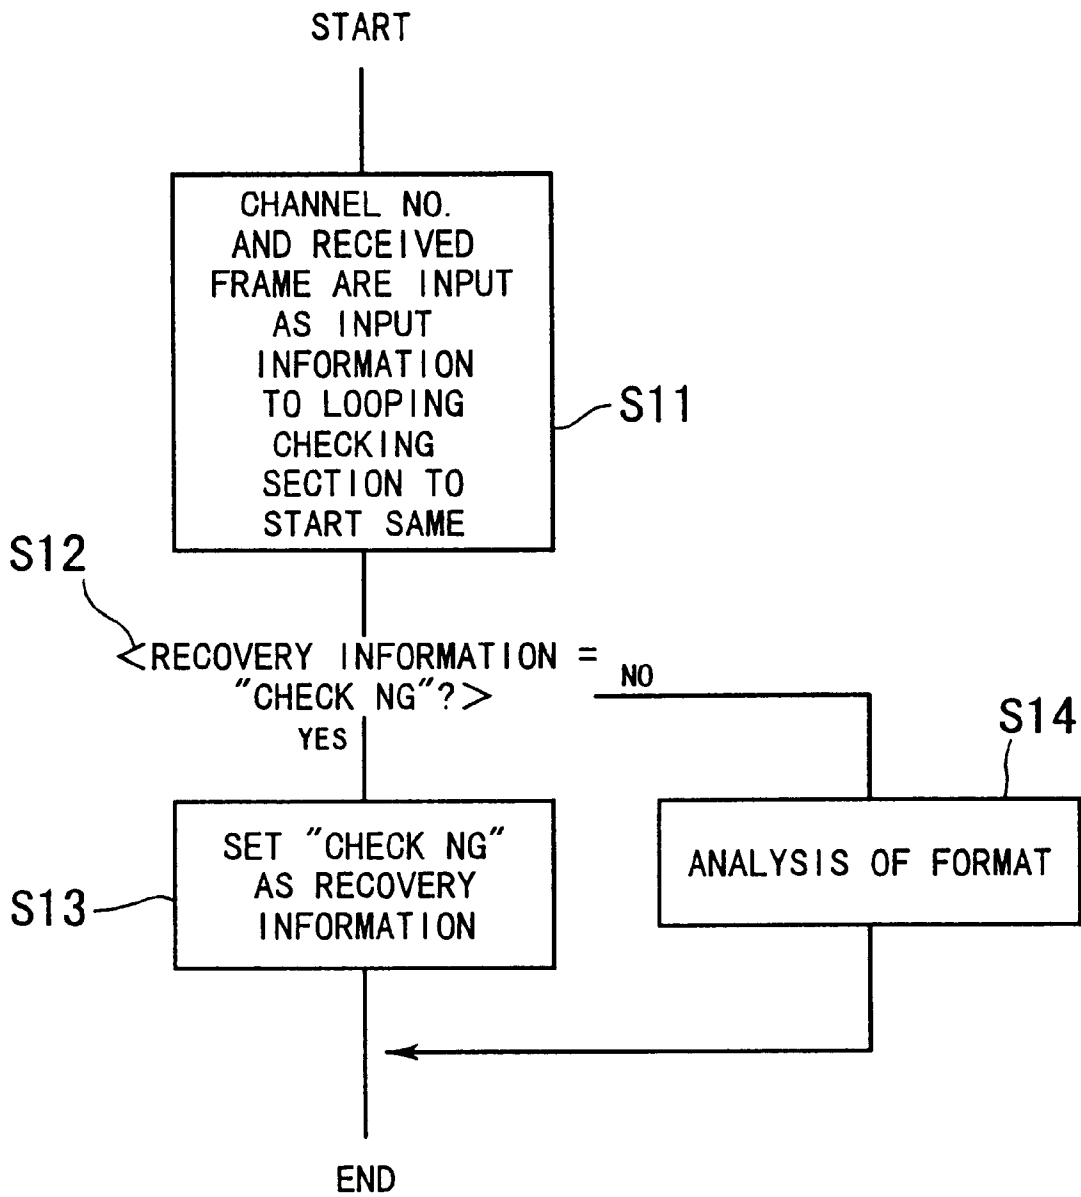 START
CHANNEL NO.
AND RECEIVED
FRAME ARE INPUT
AS INPUT
INFORMATION
TO LOOPING
CHECKING
SECTION TO
START SAME
S11
S12
<RECOVERY INFORMATION =
"CHECK NG"?>
NO
YES
S14
SET "CHECK NG"
AS RECOVERY
INFORMATION
S13
ANALYSIS OF FORMAT
END